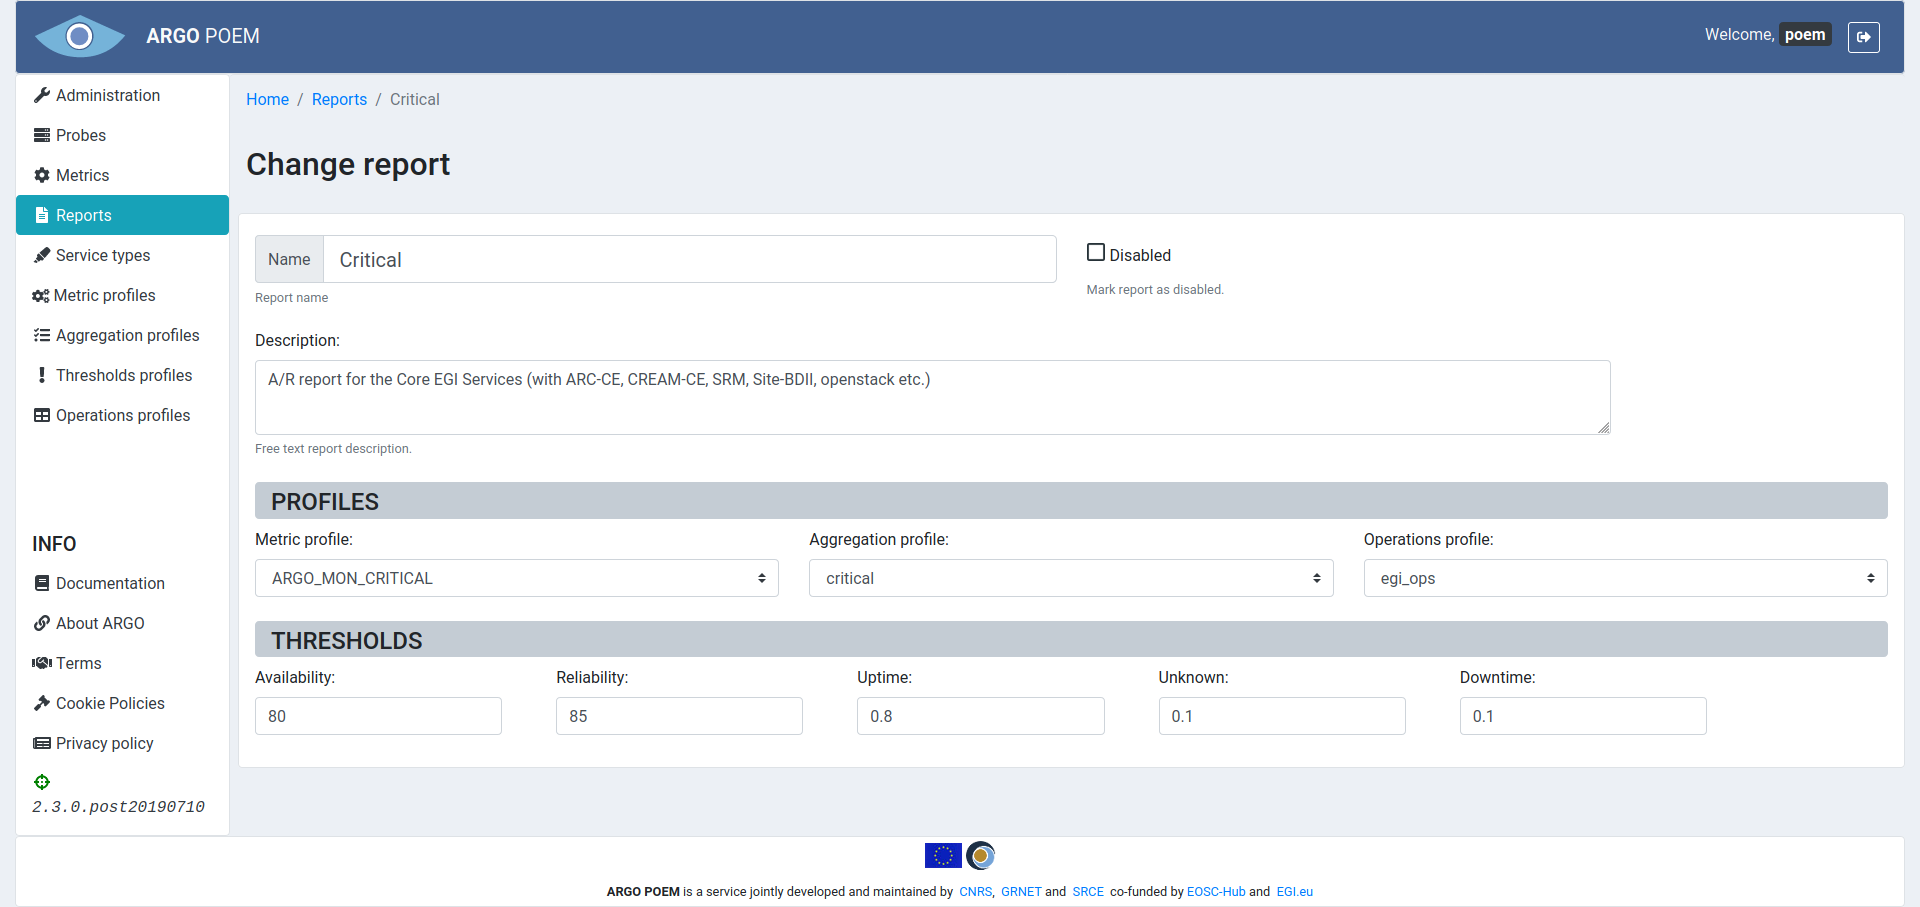 ARGO POEM
Welcome, poem
Administration
Probes
Metrics
Reports
Service types
Metric profiles
Aggregation profiles
Thresholds profiles
Operations profiles
INFO
Documentation
About ARGO
Terms
Cookie Policies
Privacy policy
2.3.0.post20190710
Home / Reports / Critical
Change report
Name Critical
Report name
Disabled
Mark report as disabled.
Description:
A/R report for the Core EGI Services (with ARC-CE, CREAM-CE, SRM, Site-BDII, openstack etc.)
Free text report description.
PROFILES
Metric profile: Aggregation profile: Operations profile:
ARGO_MON_CRITICAL critical egi_ops
THRESHOLDS
Availability: Reliability: Uptime: Unknown: Downtime:
80 85 0.8 0.1 0.1
ARGO POEM is a service jointly developed and maintained by CNRS, GRNET and SRCE co-funded by EOSC-Hub and EGI.eu